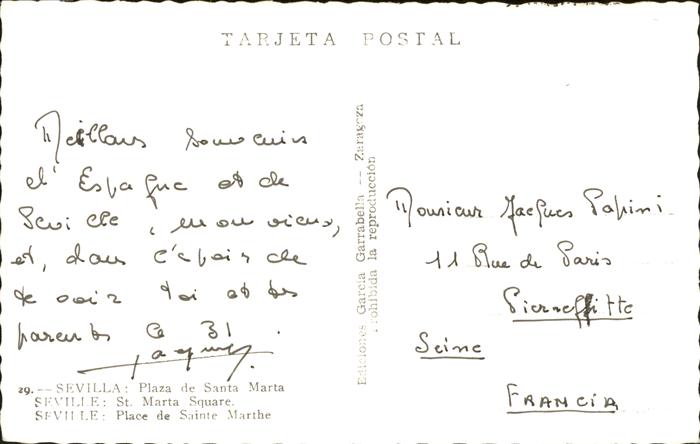 TARJETA POSTAL
Meilleurs souvenirs
d'Espagne et de
Seville, mon vieux,
et, dans l'espoir de
te voir toi et tes
parents le 31.
Jacques
29. — SEVILLA: Plaza de Santa Marta
SEVILLE: St. Marta Square.
SEVILLE: Place de Sainte Marthe
Ediciones García Garrabella — Zaragoza
Prohibida la reproducción
Monsieur Jacques Papini
11 Rue de Paris
Pierrefitte
Seine
FRANCIA